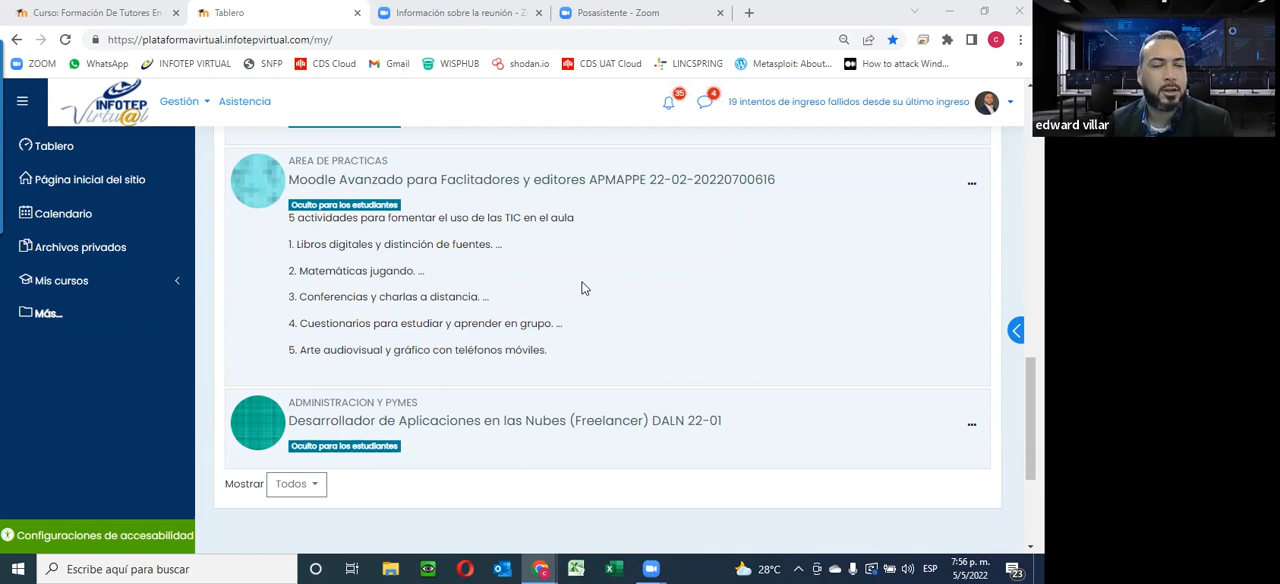 Curso: Formación De Tutores En
Tablero
Información sobre la reunión - Z
Posasistente - Zoom
https://plataformavirtual.infotepvirtual.com/my/
ZOOM
WhatsApp
INFOTEP VIRTUAL
SNFP
CDS Cloud
Gmail
WISPHUB
shodan.io
CDS UAT Cloud
LINCSPRING
Metasploit: About...
How to attack Wind...
INFOTEP
Virtu@l
Gestión
Asistencia
35
4
19 intentos de ingreso fallidos desde su último ingreso
edward villar
Tablero
Página inicial del sitio
Calendario
Archivos privados
Mis cursos
Más...
AREA DE PRACTICAS
Moodle Avanzado para Faclitadores y editores APMAPPE 22-02-20220700616
Oculto para los estudiantes
5 actividades para fomentar el uso de las TIC en el aula
1. Libros digitales y distinción de fuentes. ...
2. Matemáticas jugando. ...
3. Conferencias y charlas a distancia. ...
4. Cuestionarios para estudiar y aprender en grupo. ...
5. Arte audiovisual y gráfico con teléfonos móviles.
ADMINISTRACION Y PYMES
Desarrollador de Aplicaciones en las Nubes (Freelancer) DALN 22-01
Oculto para los estudiantes
Mostrar Todos
Configuraciones de accesabilidad
Escribe aquí para buscar
28°C
ESP
7:56 p. m.
5/5/2022
23